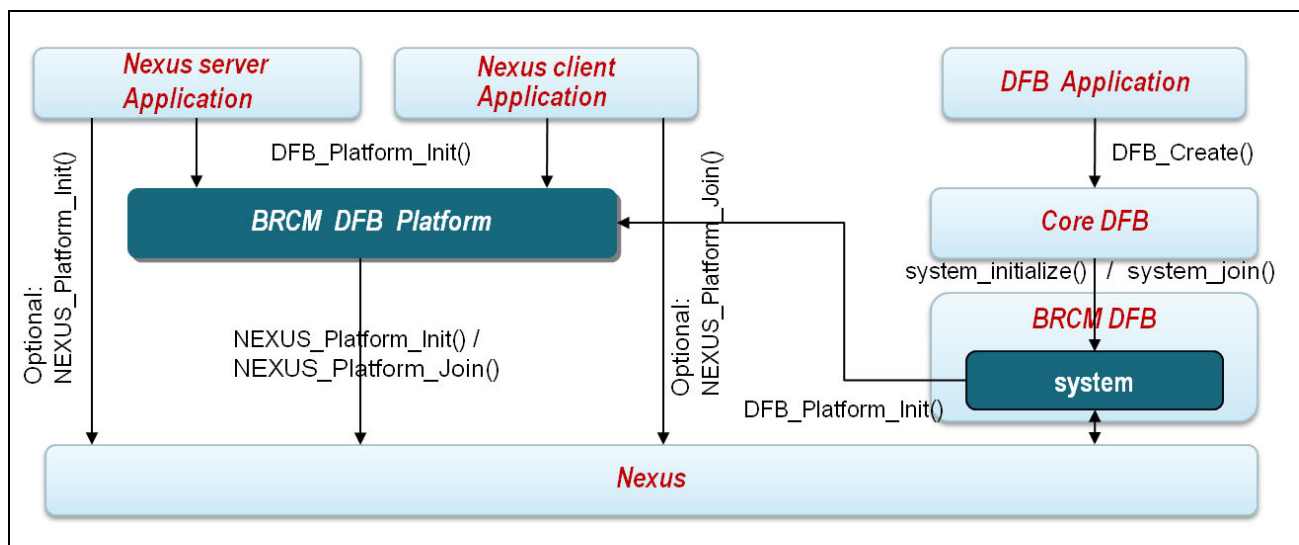 Nexus server
Application
Nexus client
Application
DFB Application
DFB_Platform_Init()
DFB_Create()
Optional:
NEXUS_Platform_Init()
BRCM DFB Platform
Optional:
NEXUS_Platform_Join()
Core DFB
system_initialize() / system_join()
NEXUS_Platform_Init() /
NEXUS_Platform_Join()
BRCM DFB
system
DFB_Platform_Init()
Nexus